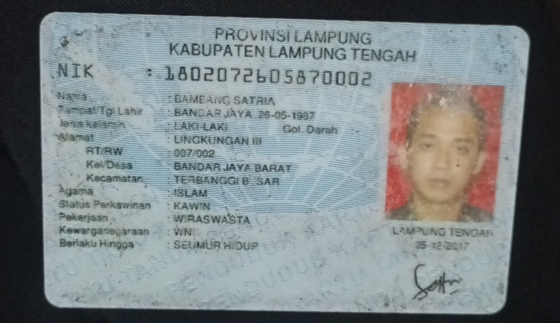 PROVINSI LAMPUNG
KABUPATEN LAMPUNG TENGAH
NIK : 1802072605870002
Nama : BAMBANG SATRIA
Tempat/Tgl Lahir : BANDAR JAYA, 26-05-1987
Jenis Kelamin : LAKI-LAKI Gol. Darah
Alamat : LINGKUNGAN III
RT/RW : 007/002
Kel/Desa : BANDAR JAYA BARAT
Kecamatan : TERBANGGI BESAR
Agama : ISLAM
Status Perkawinan : KAWIN
Pekerjaan : WIRASWASTA
Kewarganegaraan : WNI
Berlaku Hingga : SEUMUR HIDUP
LAMPUNG TENGAH
05-12-2017